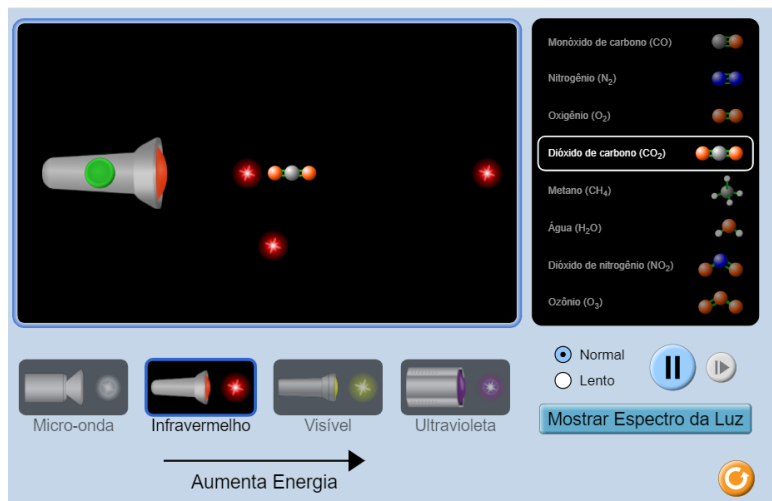 Monóxido de carbono (CO)
Nitrogênio (N₂)
Oxigênio (O₂)
Dióxido de carbono (CO₂)
Metano (CH₄)
Água (H₂O)
Dióxido de nitrogênio (NO₂)
Ozônio (O₃)
Normal
Lento
Mostrar Espectro da Luz
Micro-onda
Infravermelho
Visível
Ultravioleta
Aumenta Energia